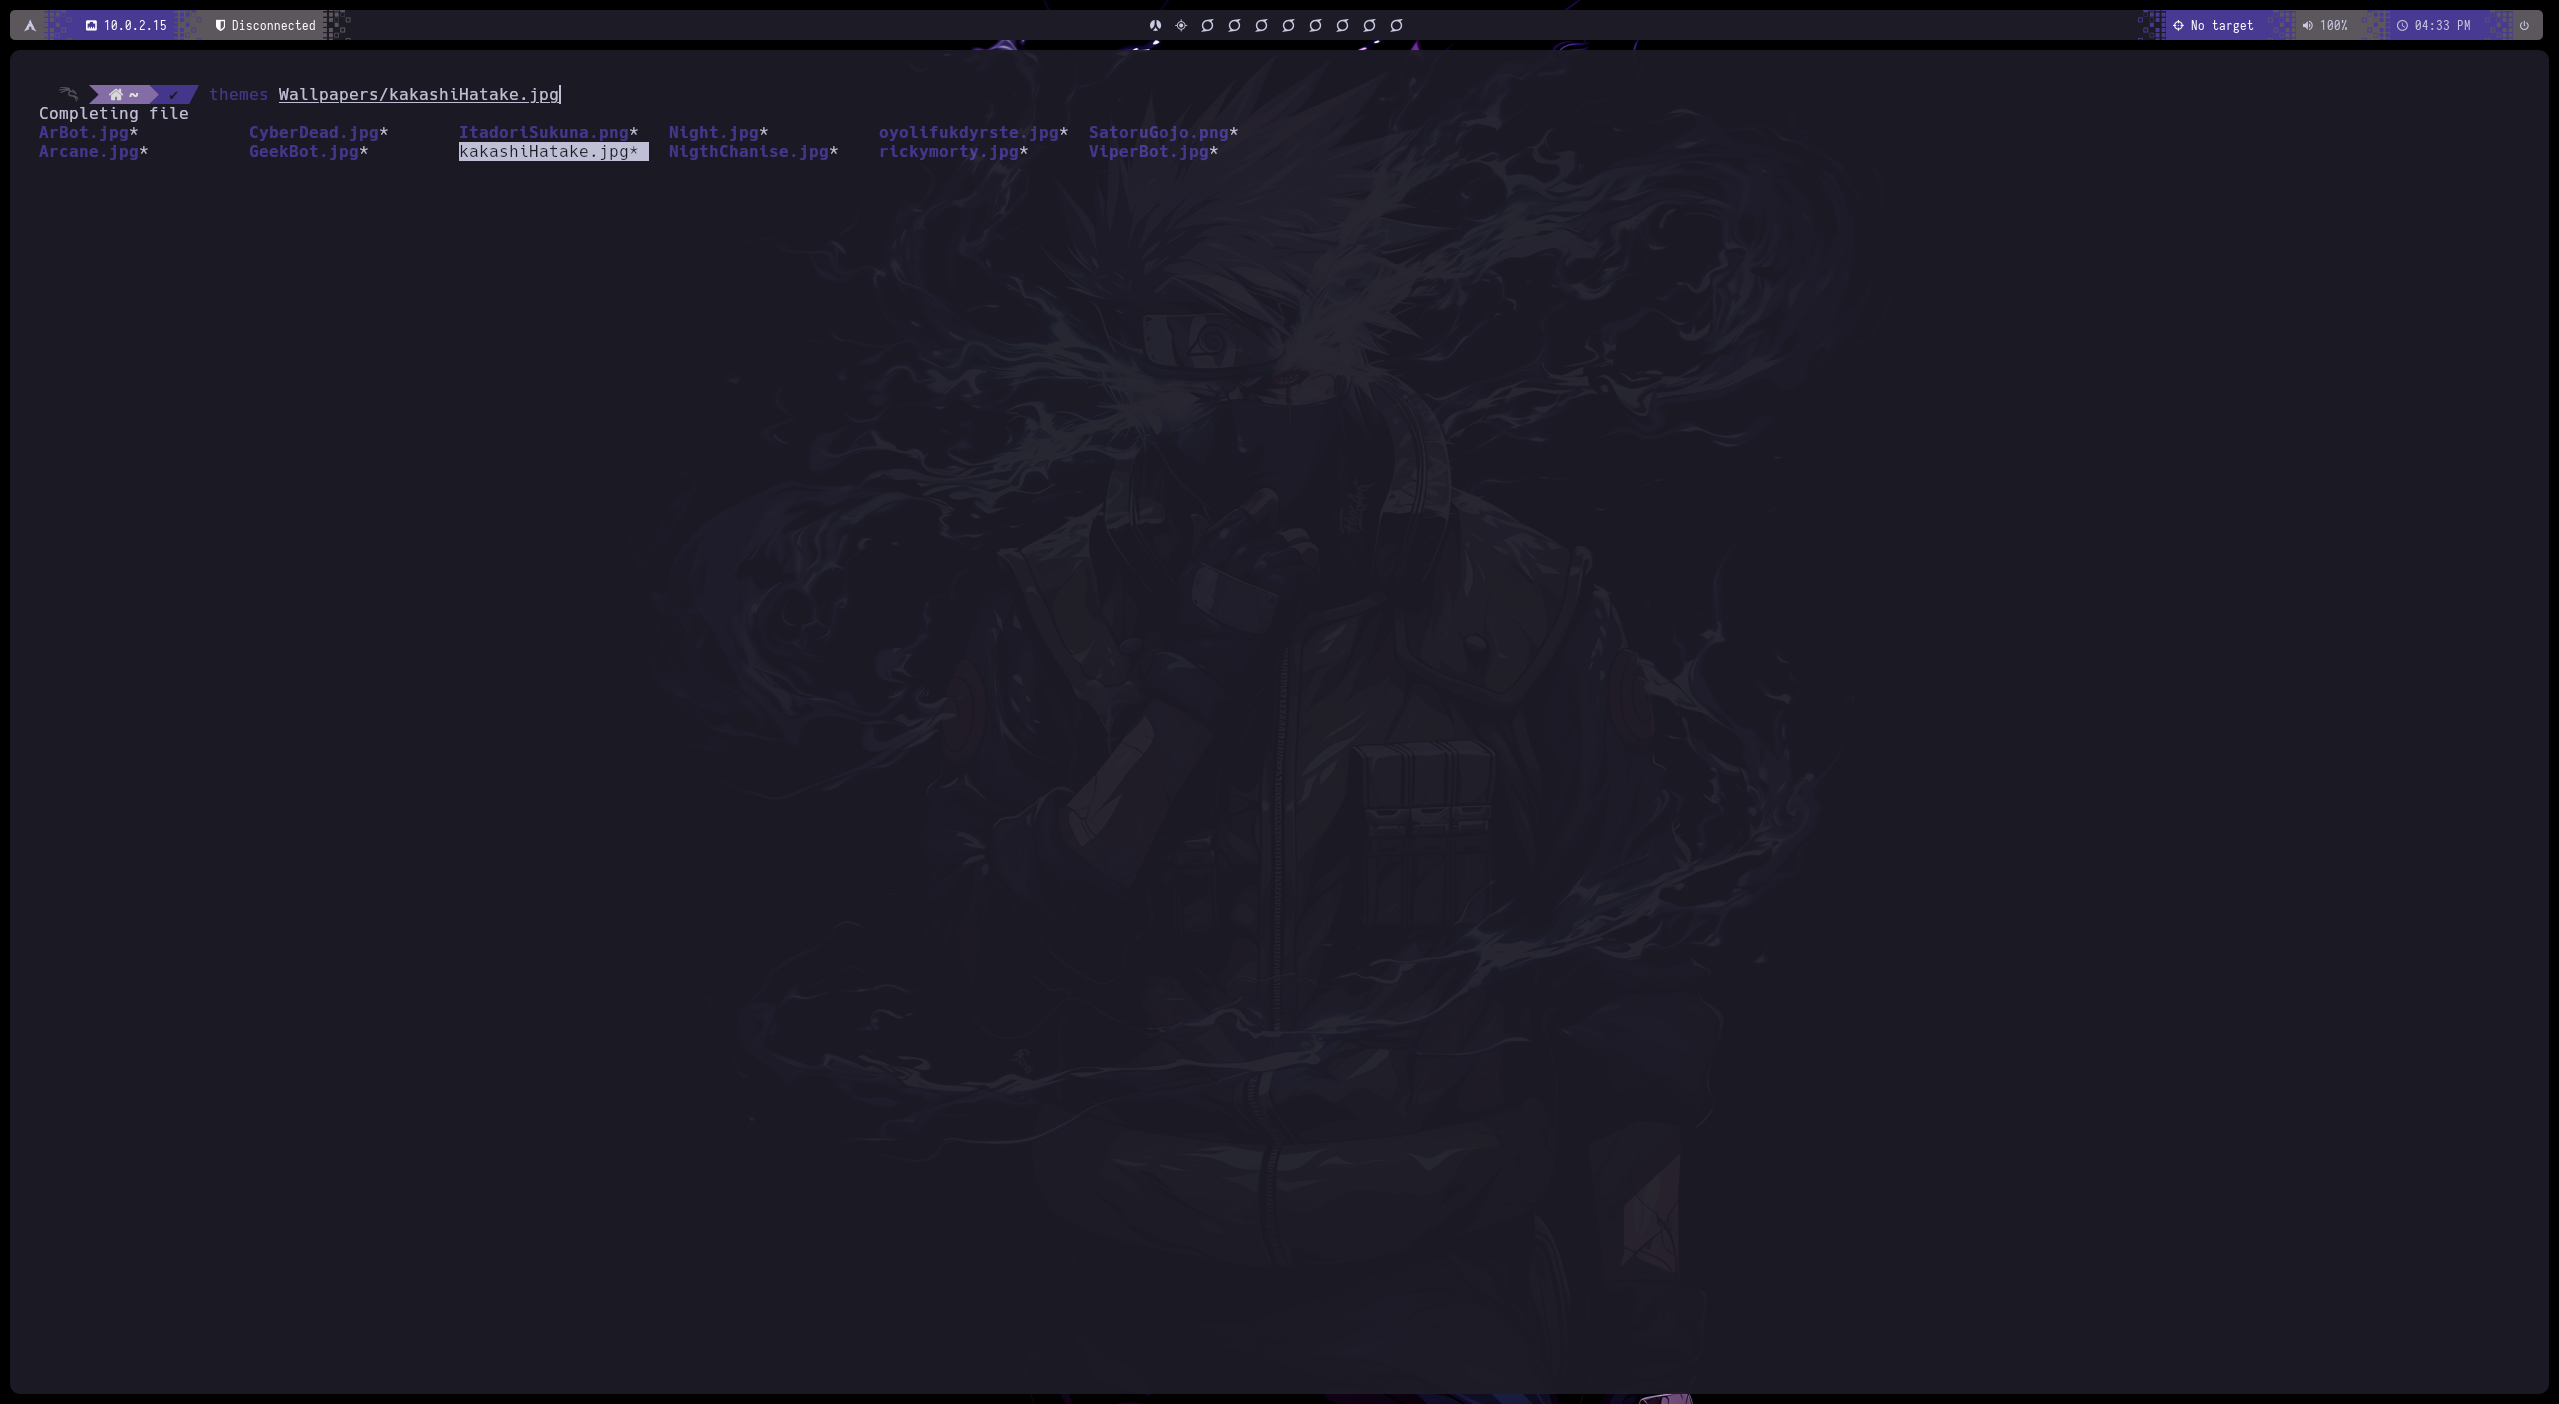 10.0.2.15 Disconnected No target 100% 04:33 PM
~ ✔ themes Wallpapers/kakashiHatake.jpg
Completing file
ArBot.jpg* CyberDead.jpg* ItadoriSukuna.png* Night.jpg* oyolifukdyrste.jpg* SatoruGojo.png*
Arcane.jpg* GeekBot.jpg* kakashiHatake.jpg* NigthChanise.jpg* rickymorty.jpg* ViperBot.jpg*